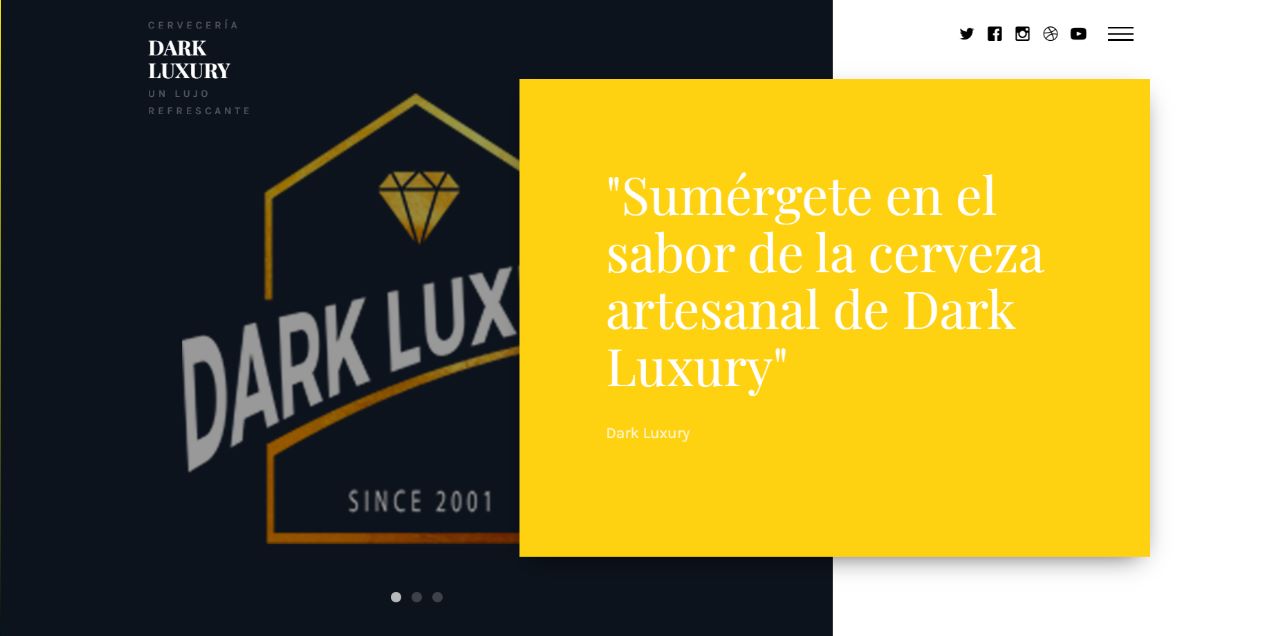 CERVECERÍA
DARK
LUXURY
UN LUJO
REFRESCANTE
DARK LUX
SINCE 2001
"Sumérgete en el
sabor de la cerveza
artesanal de Dark
Luxury"
Dark Luxury